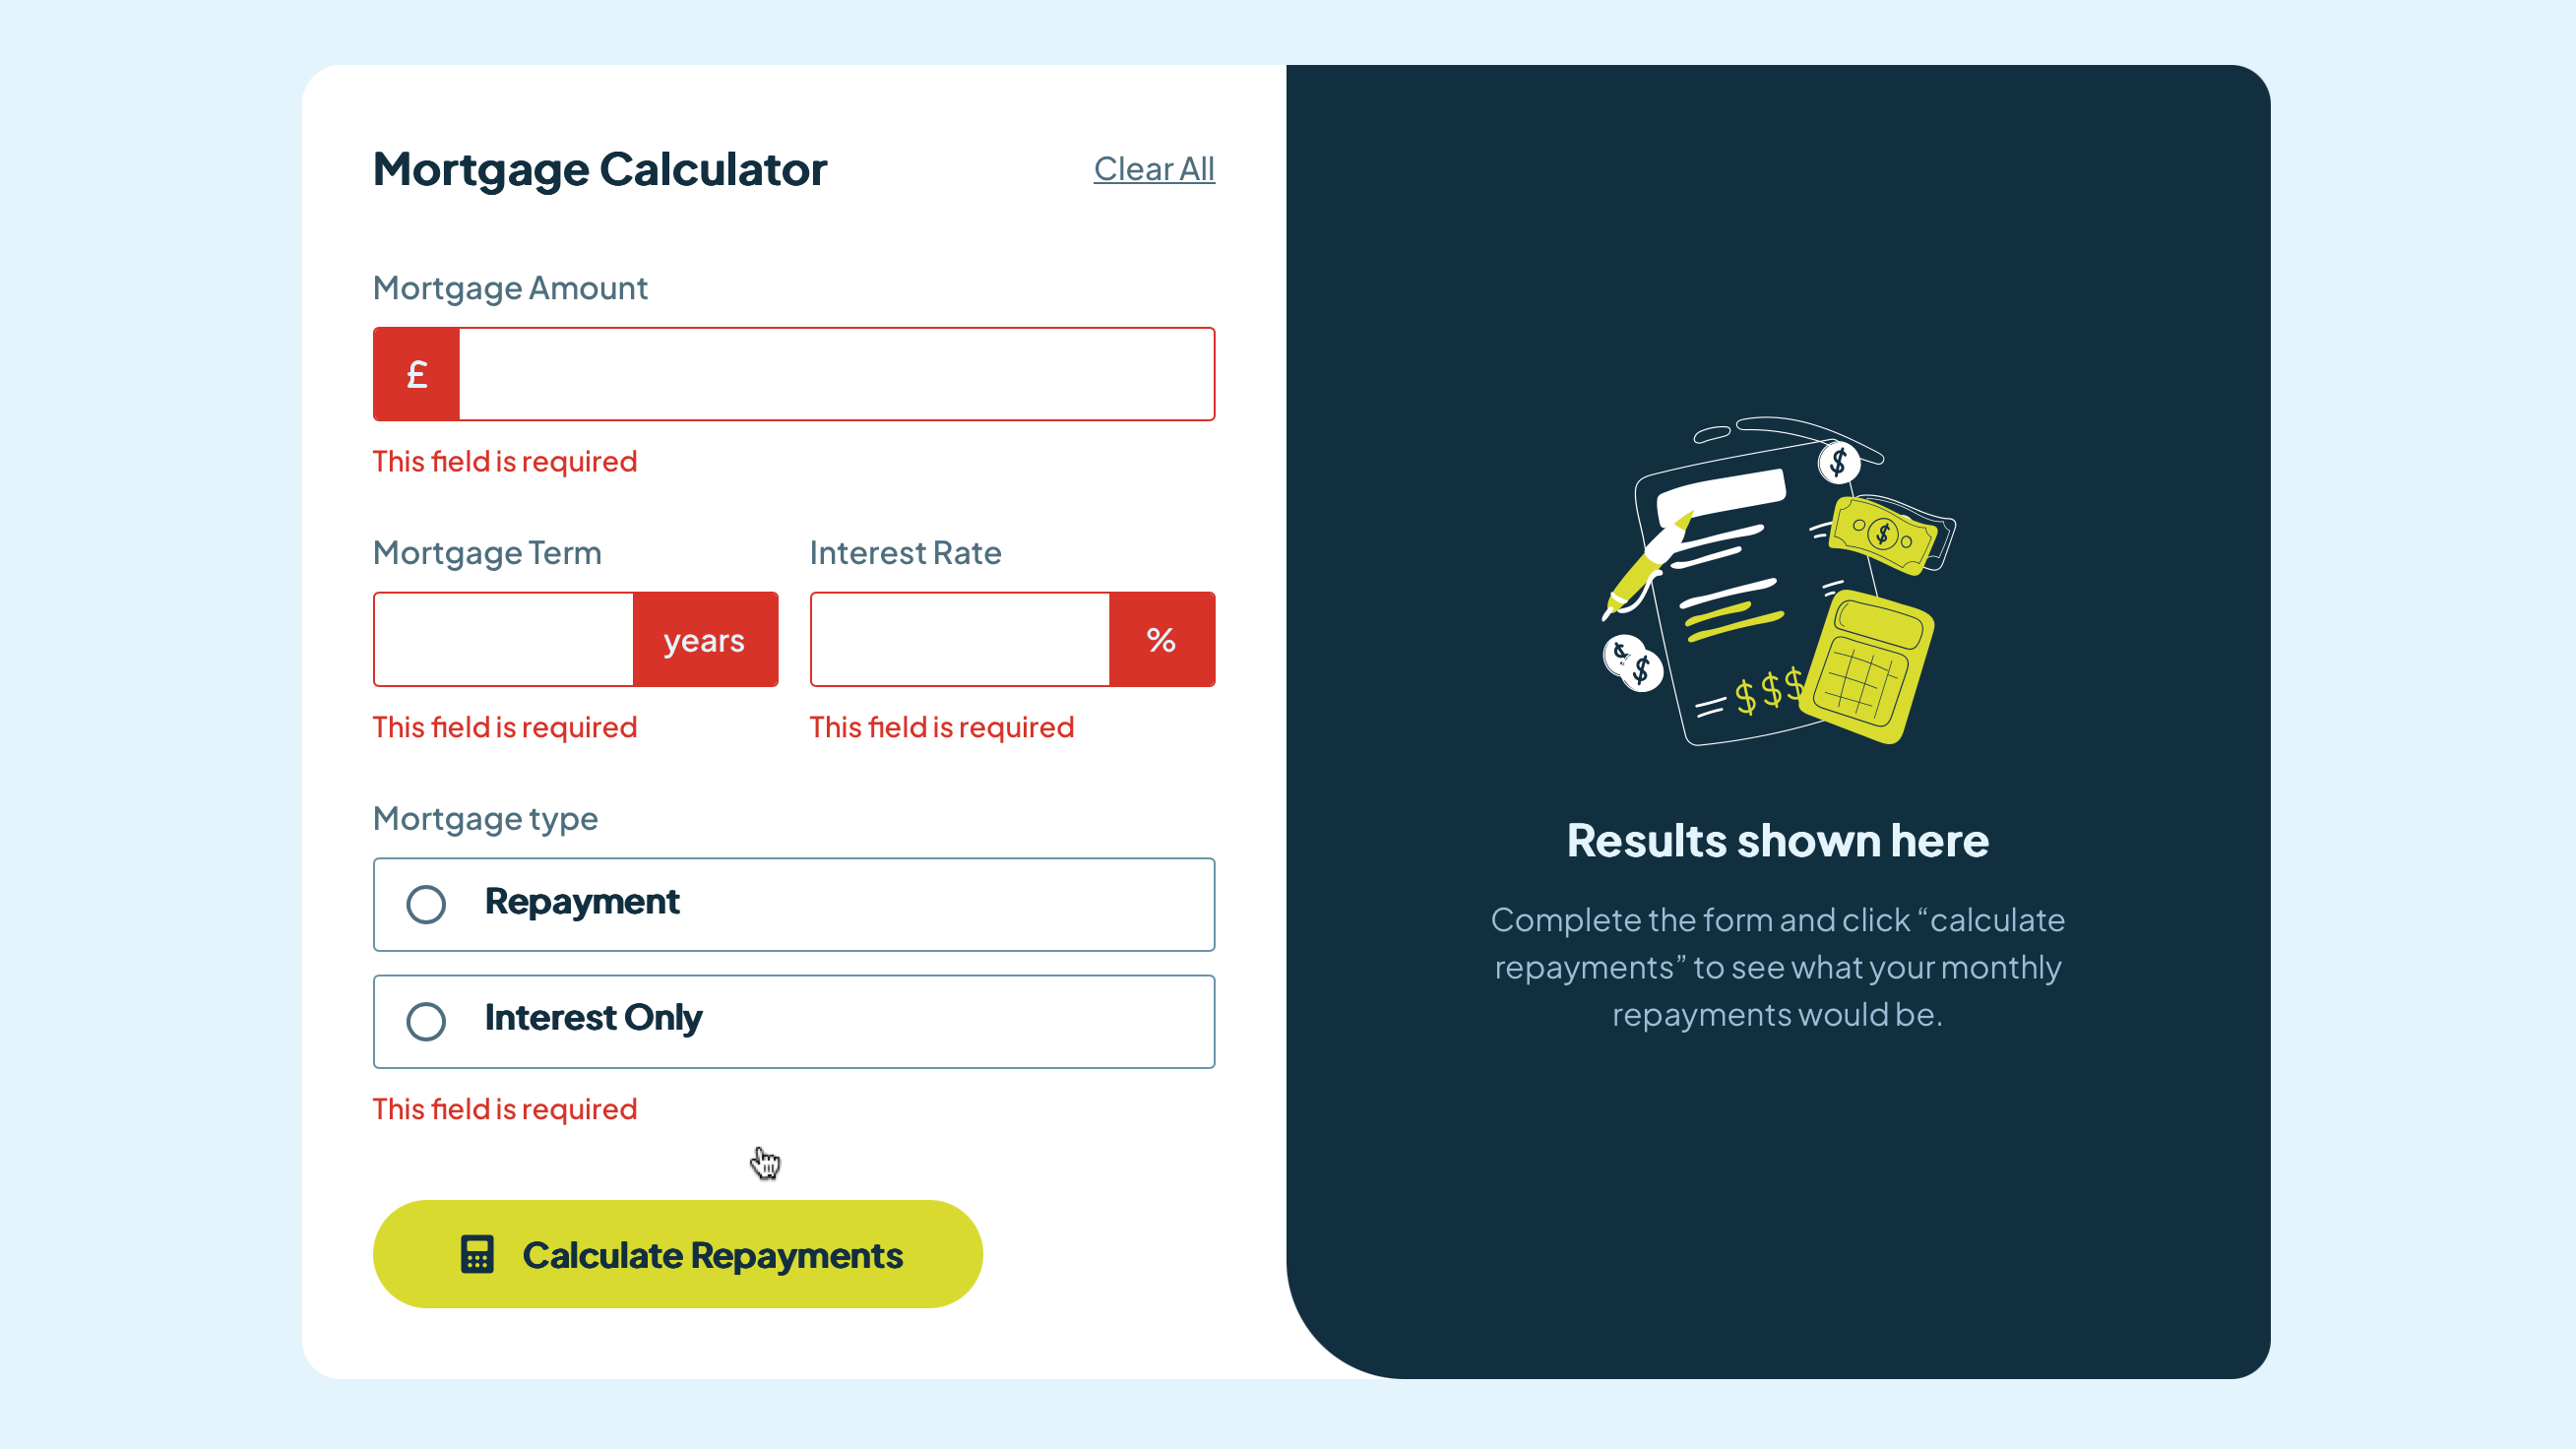 Mortgage Calculator
Clear All
Mortgage Amount
£
This field is required
Mortgage Term
Interest Rate
years
%
This field is required
This field is required
Mortgage type
Repayment
Interest Only
This field is required
Calculate Repayments
$
$
$
$
= $$$
Results shown here
Complete the form and click “calculate
repayments” to see what your monthly
repayments would be.